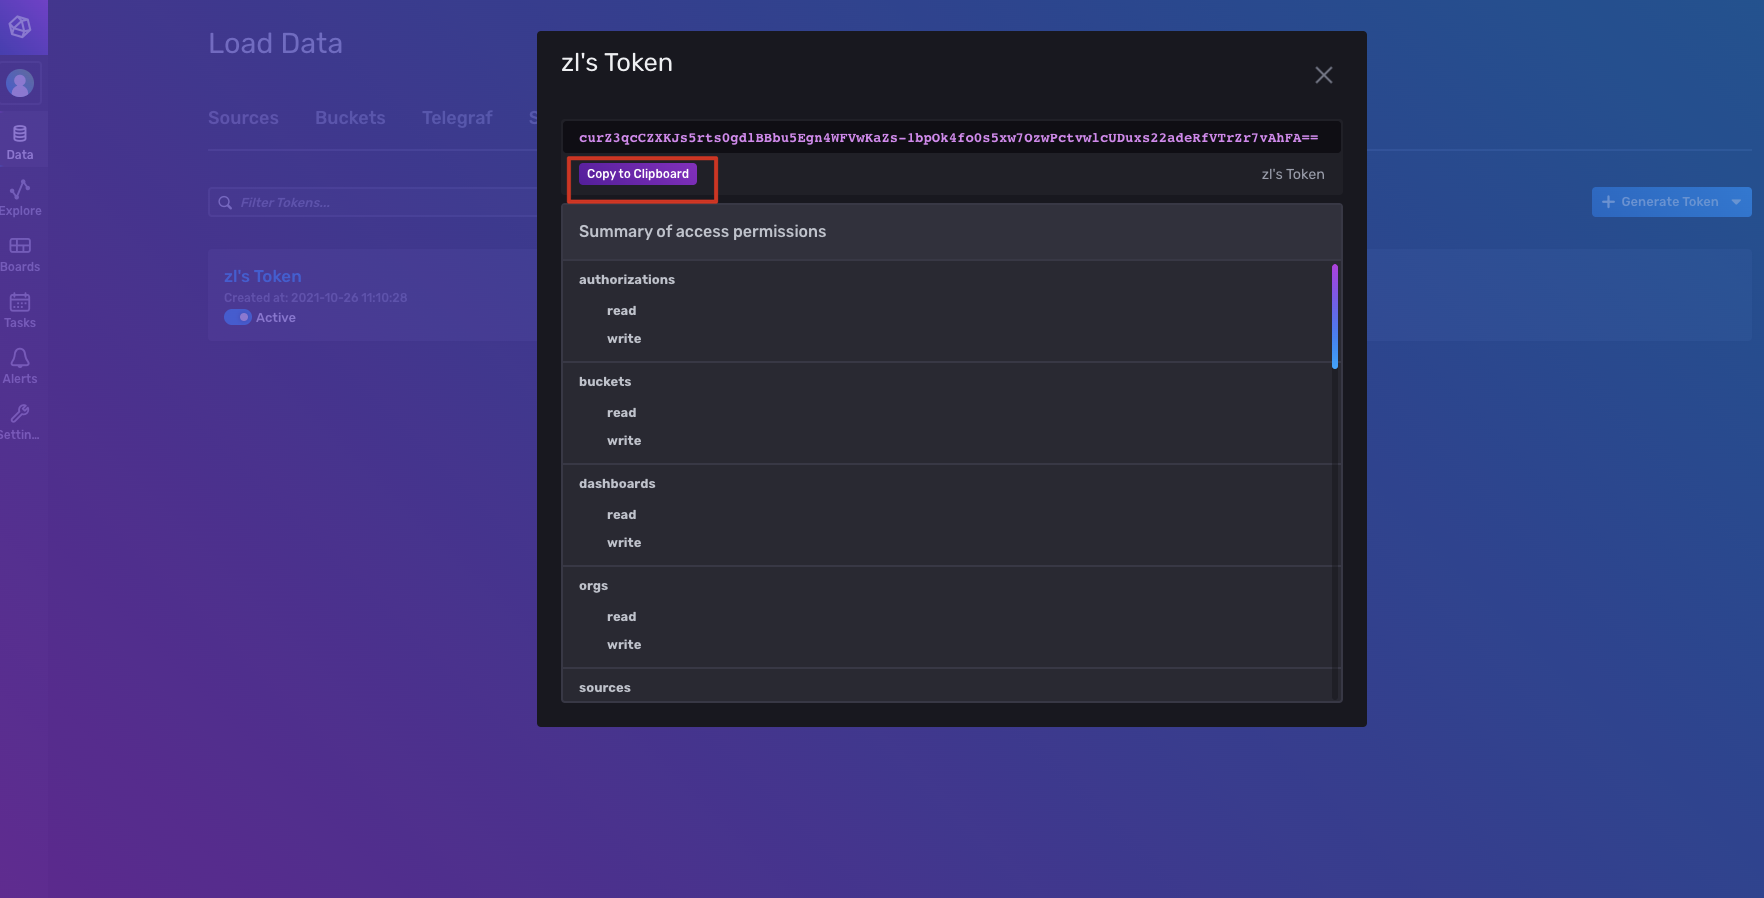 Load Data
Sources Buckets Telegraf S
Data
Explore
Boards
Tasks
Alerts
Settin...
Filter Tokens...
Generate Token
zl's Token
Created at: 2021-10-26 11:10:28
Active
zl's Token
curZ3qcCZXKJs5rts0gdlBBbu5Egn4WFVwKaZs-lbpOk4fo0s5xw7OzwPctvwlcUDuxs22adeRfVTrZr7vAhFA==
Copy to Clipboard
zl's Token
Summary of access permissions
authorizations
read
write
buckets
read
write
dashboards
read
write
orgs
read
write
sources